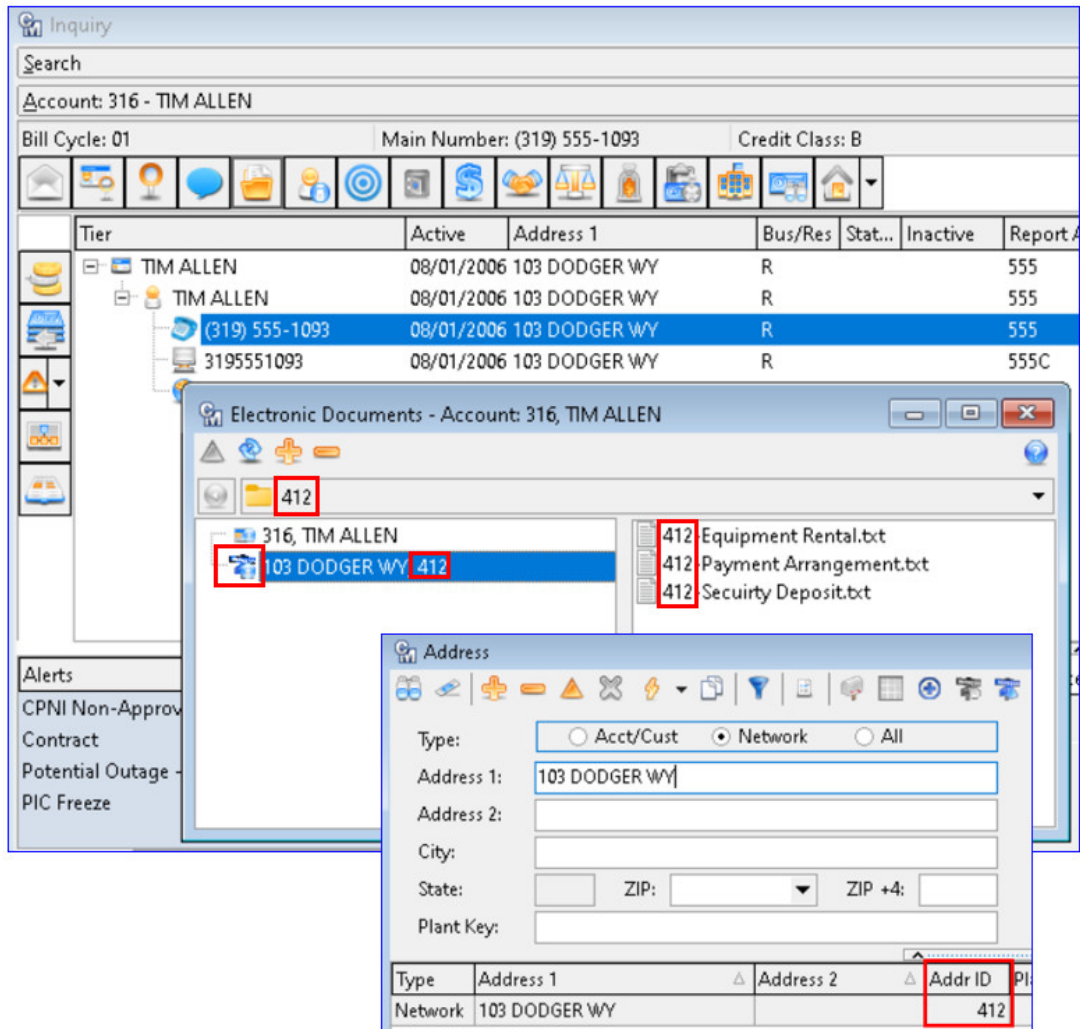 Inquiry
Search
Account: 316 - TIM ALLEN
Bill Cycle: 01 Main Number: (319) 555-1093 Credit Class: B
Tier Active Address 1 Bus/Res Stat... Inactive Report A
TIM ALLEN 08/01/2006 103 DODGER WY R 555
TIM ALLEN 08/01/2006 103 DODGER WY R 555
(319) 555-1093 08/01/2006 103 DODGER WY R 555
3195551093 08/01/2006 103 DODGER WY R 555C
Electronic Documents - Account: 316, TIM ALLEN
412
316, TIM ALLEN
103 DODGER WY, 412
412-Equipment Rental.txt
412-Payment Arrangement.txt
412-Secuirty Deposit.txt
Alerts
CPNI Non-Approv
Contract
Potential Outage -
PIC Freeze
Address
Type: Acct/Cust Network All
Address 1: 103 DODGER WY
Address 2:
City:
State: ZIP: ZIP +4:
Plant Key:
Type Address 1 Address 2 Addr ID Pl
Network 103 DODGER WY 412